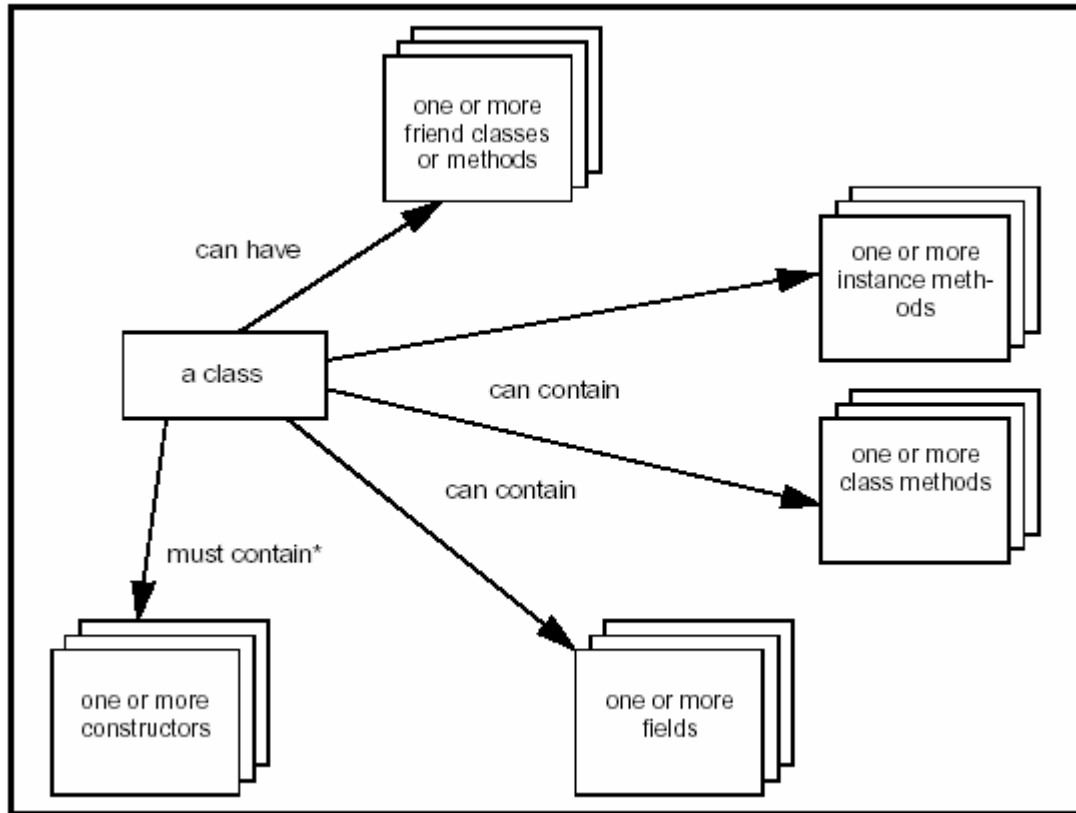 one or more
friend classes
or methods
can have
one or more
instance meth-
ods
a class
can contain
one or more
class methods
can contain
must contain*
one or more
constructors
one or more
fields